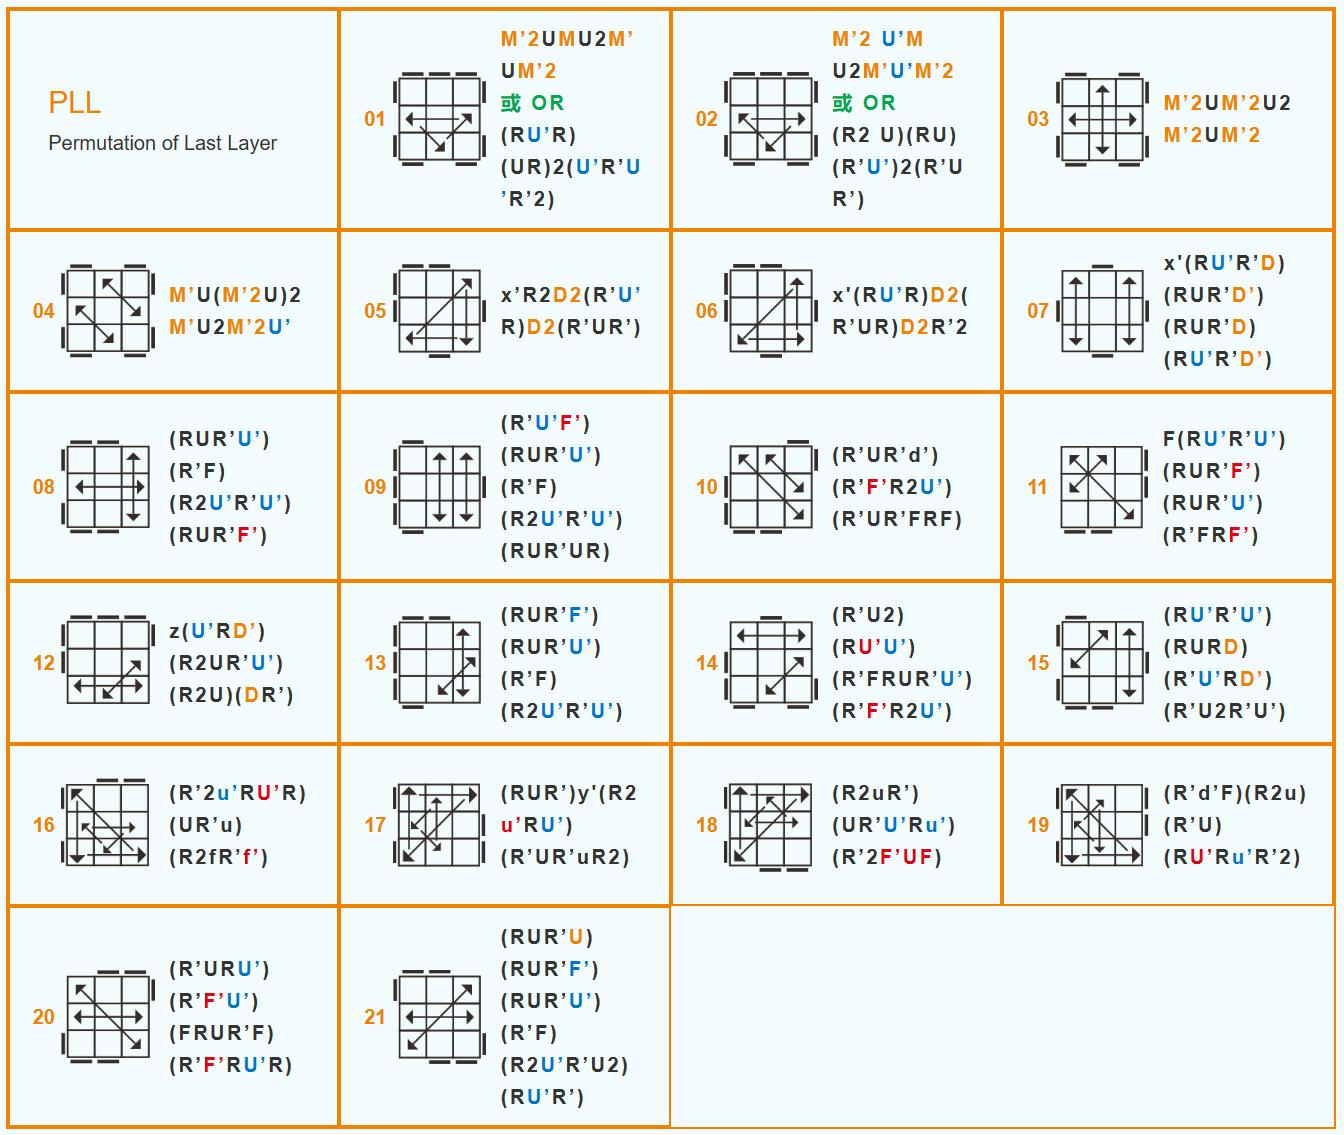 PLL
Permutation of Last Layer
01
M’2UMU2M’
UM’2
或 OR
(RU’R)
(UR)2(U’R’U
’R’2)
02
M’2 U’M
U2M’U’M’2
或 OR
(R2 U)(RU)
(R’U’)2(R’U
R’)
03
M’2UM’2U2
M’2UM’2
04
M’U(M’2U)2
M’U2M’2U’
05
x’R2D2(R’U’
R)D2(R’UR’)
06
x'(RU’R)D2(
R’UR)D2R’2
07
x'(RU’R’D)
(RUR’D’)
(RUR’D)
(RU’R’D’)
08
(RUR’U’)
(R’F)
(R2U’R’U’)
(RUR’F’)
09
(R’U’F’)
(RUR’U’)
(R’F)
(R2U’R’U’)
(RUR’UR)
10
(R’UR’d’)
(R’F’R2U’)
(R’UR’FRF)
11
F(RU’R’U’)
(RUR’F’)
(RUR’U’)
(R’FRF’)
12
z(U’RD’)
(R2UR’U’)
(R2U)(DR’)
13
(RUR’F’)
(RUR’U’)
(R’F)
(R2U’R’U’)
14
(R’U2)
(RU’U’)
(R’FRUR’U’)
(R’F’R2U’)
15
(RU’R’U’)
(RURD)
(R’U’RD’)
(R’U2R’U’)
16
(R’2u’RU’R)
(UR’u)
(R2fR’f’)
17
(RUR’)y'(R2
u’RU’)
(R’UR’uR2)
18
(R2uR’)
(UR’U’Ru’)
(R’2F’UF)
19
(R’d’F)(R2u)
(R’U)
(RU’Ru’R’2)
20
(R’URU’)
(R’F’U’)
(FRUR’F)
(R’F’RU’R)
21
(RUR’U)
(RUR’F’)
(RUR’U’)
(R’F)
(R2U’R’U2)
(RU’R’)